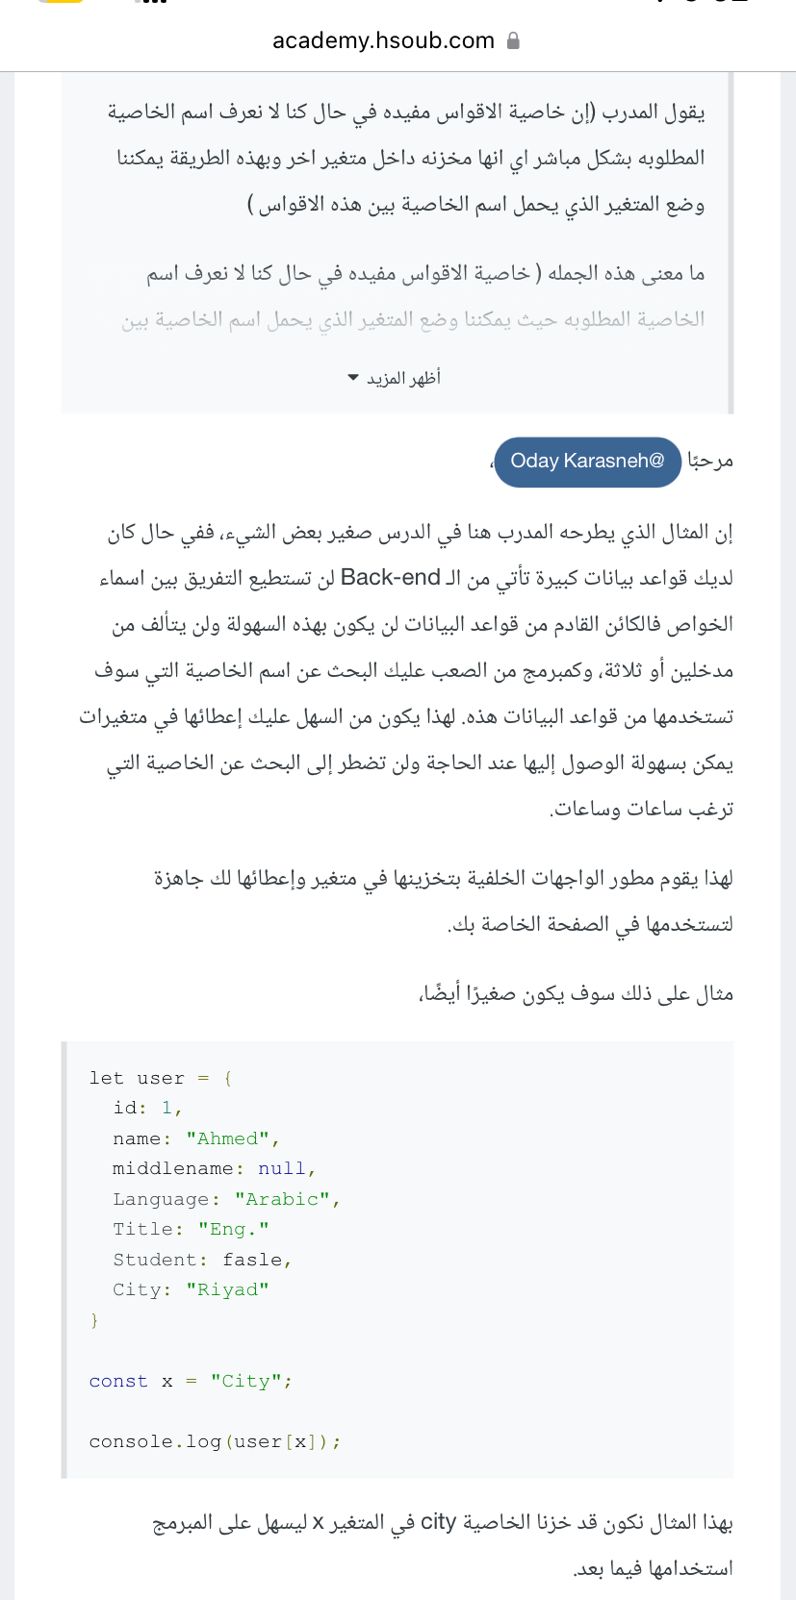 academy.hsoub.com
يقول المدرب (إن خاصية الاقواس مفيده في حال كنا لا نعرف اسم الخاصية
المطلوبه بشكل مباشر اي انها مخزنه داخل متغير اخر وبهذه الطريقة يمكننا
وضع المتغير الذي يحمل اسم الخاصية بين هذه الاقواس )
ما معنى هذه الجمله ( خاصية الاقواس مفيده في حال كنا لا نعرف اسم
الخاصية المطلوبه حيث يمكننا وضع المتغير الذي يحمل اسم الخاصية بين
أظهر المزيد
مرحبًا @Oday Karasneh،
إن المثال الذي يطرحه المدرب هنا في الدرس صغير بعض الشيء، ففي حال كان
لديك قواعد بيانات كبيرة تأتي من الـ Back-end لن تستطيع التفريق بين اسماء
الخواص فالكائن القادم من قواعد البيانات لن يكون بهذه السهولة ولن يتألف من
مدخلين أو ثلاثة، وكمبرمج من الصعب عليك البحث عن اسم الخاصية التي سوف
تستخدمها من قواعد البيانات هذه. لهذا يكون من السهل عليك إعطائها في متغيرات
يمكن بسهولة الوصول إليها عند الحاجة ولن تضطر إلى البحث عن الخاصية التي
ترغب ساعات وساعات.
لهذا يقوم مطور الواجهات الخلفية بتخزينها في متغير وإعطائها لك جاهزة
لتستخدمها في الصفحة الخاصة بك.
مثال على ذلك سوف يكون صغيرًا أيضًا،
let user = {
id: 1,
name: "Ahmed",
middlename: null,
Language: "Arabic",
Title: "Eng."
Student: fasle,
City: "Riyad"
}
const x = "City";
console.log(user[x]);
بهذا المثال نكون قد خزنا الخاصية city في المتغير x ليسهل على المبرمج
استخدامها فيما بعد.